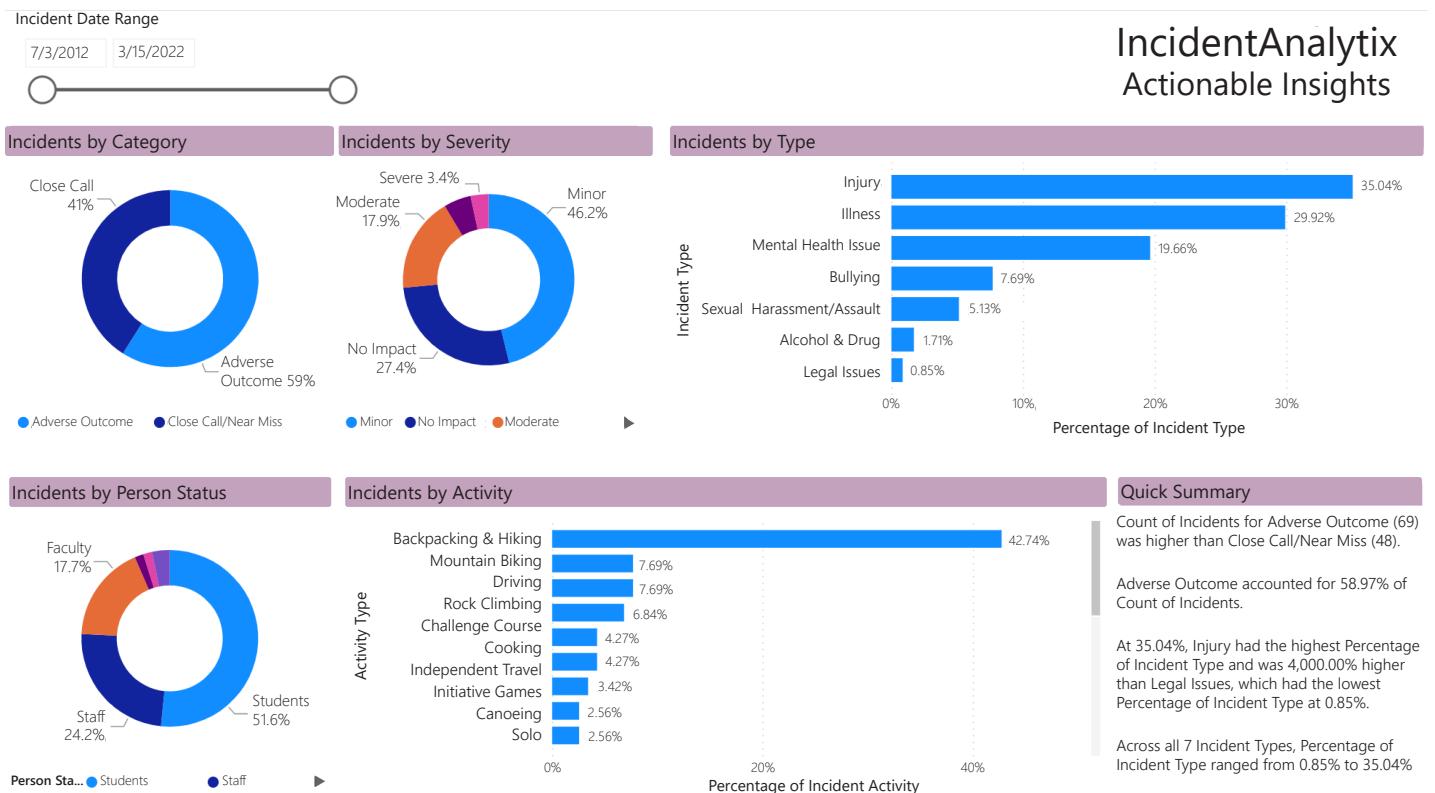 Incident Date Range
7/3/2012
3/15/2022
IncidentAnalytix
Actionable Insights
Incidents by Category
Close Call
41%
Adverse
Outcome 59%
Adverse Outcome
Close Call/Near Miss
Incidents by Severity
Severe 3.4%
Moderate
17.9%
Minor
46.2%
No Impact
27.4%
Minor
No Impact
Moderate
Incidents by Type
Incident Type
Injury
35.04%
Illness
29.92%
Mental Health Issue
19.66%
Bullying
7.69%
Sexual Harassment/Assault
5.13%
Alcohol & Drug
1.71%
Legal Issues
0.85%
0%
10%
20%
30%
Percentage of Incident Type
Incidents by Person Status
Faculty
17.7%
Students
51.6%
Staff
24.2%
Person Sta...
Students
Staff
Incidents by Activity
Activity Type
Backpacking & Hiking
42.74%
Mountain Biking
7.69%
Driving
7.69%
Rock Climbing
6.84%
Challenge Course
4.27%
Cooking
4.27%
Independent Travel
3.42%
Initiative Games
2.56%
Canoeing
2.56%
Solo
0%
20%
40%
Percentage of Incident Activity
Quick Summary
Count of Incidents for Adverse Outcome (69)
was higher than Close Call/Near Miss (48).
Adverse Outcome accounted for 58.97% of
Count of Incidents.
At 35.04%, Injury had the highest Percentage
of Incident Type and was 4,000.00% higher
than Legal Issues, which had the lowest
Percentage of Incident Type at 0.85%.
Across all 7 Incident Types, Percentage of
Incident Type ranged from 0.85% to 35.04%